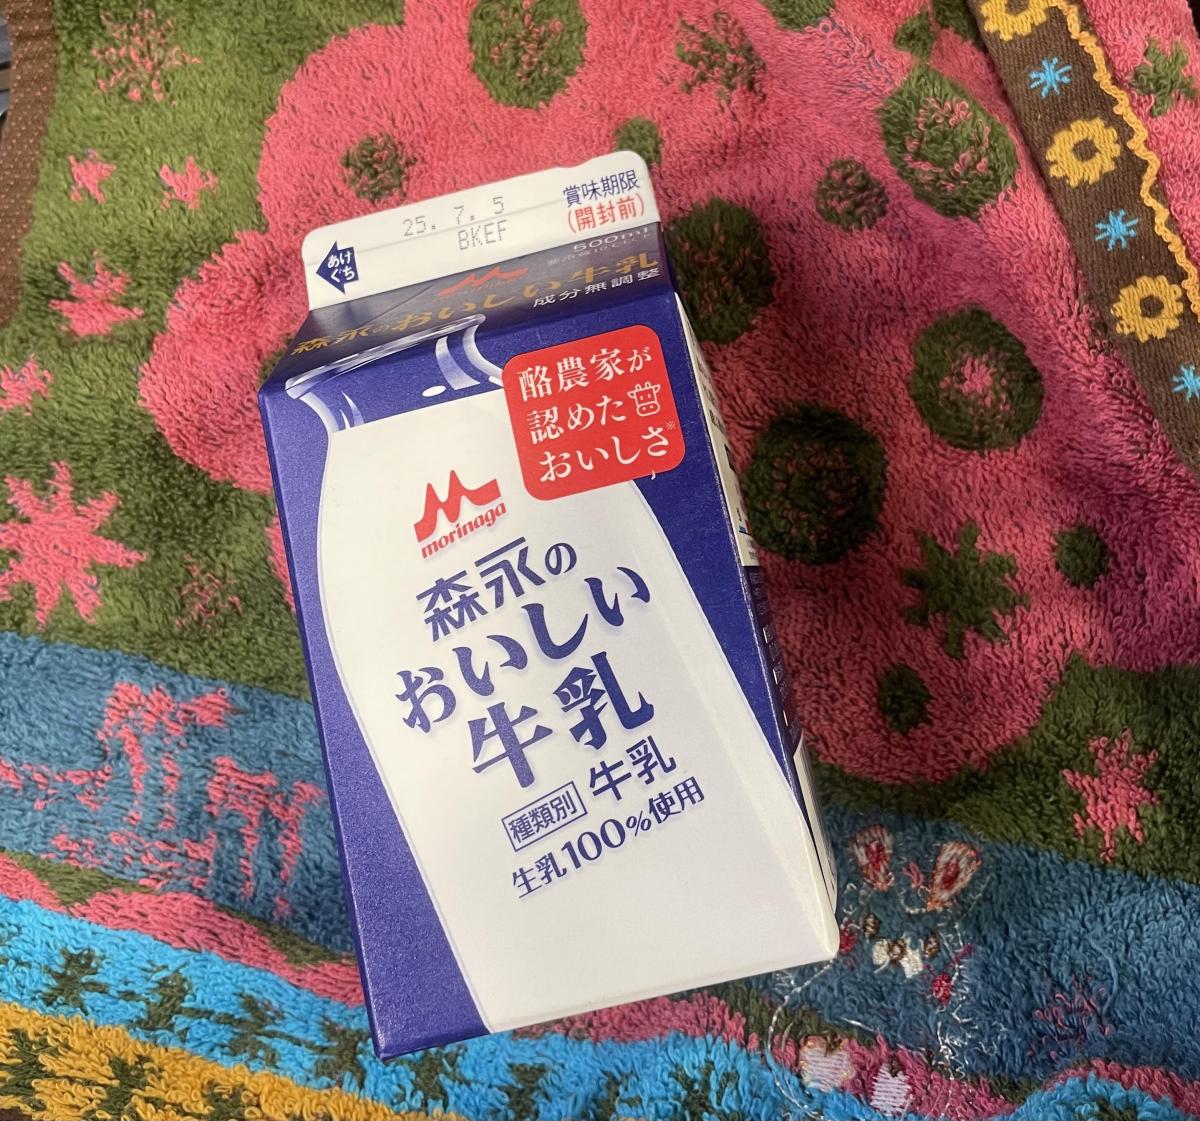 25. 7. 5
BKEF
賞味期限
(開封前)
あけ
ぐち
500ml
森永のおいしい牛乳
成分無調整
酪農家が
認めた
おいしさ※
morinaga
森永の
おいしい
牛乳
種類別 牛乳
生乳100%使用